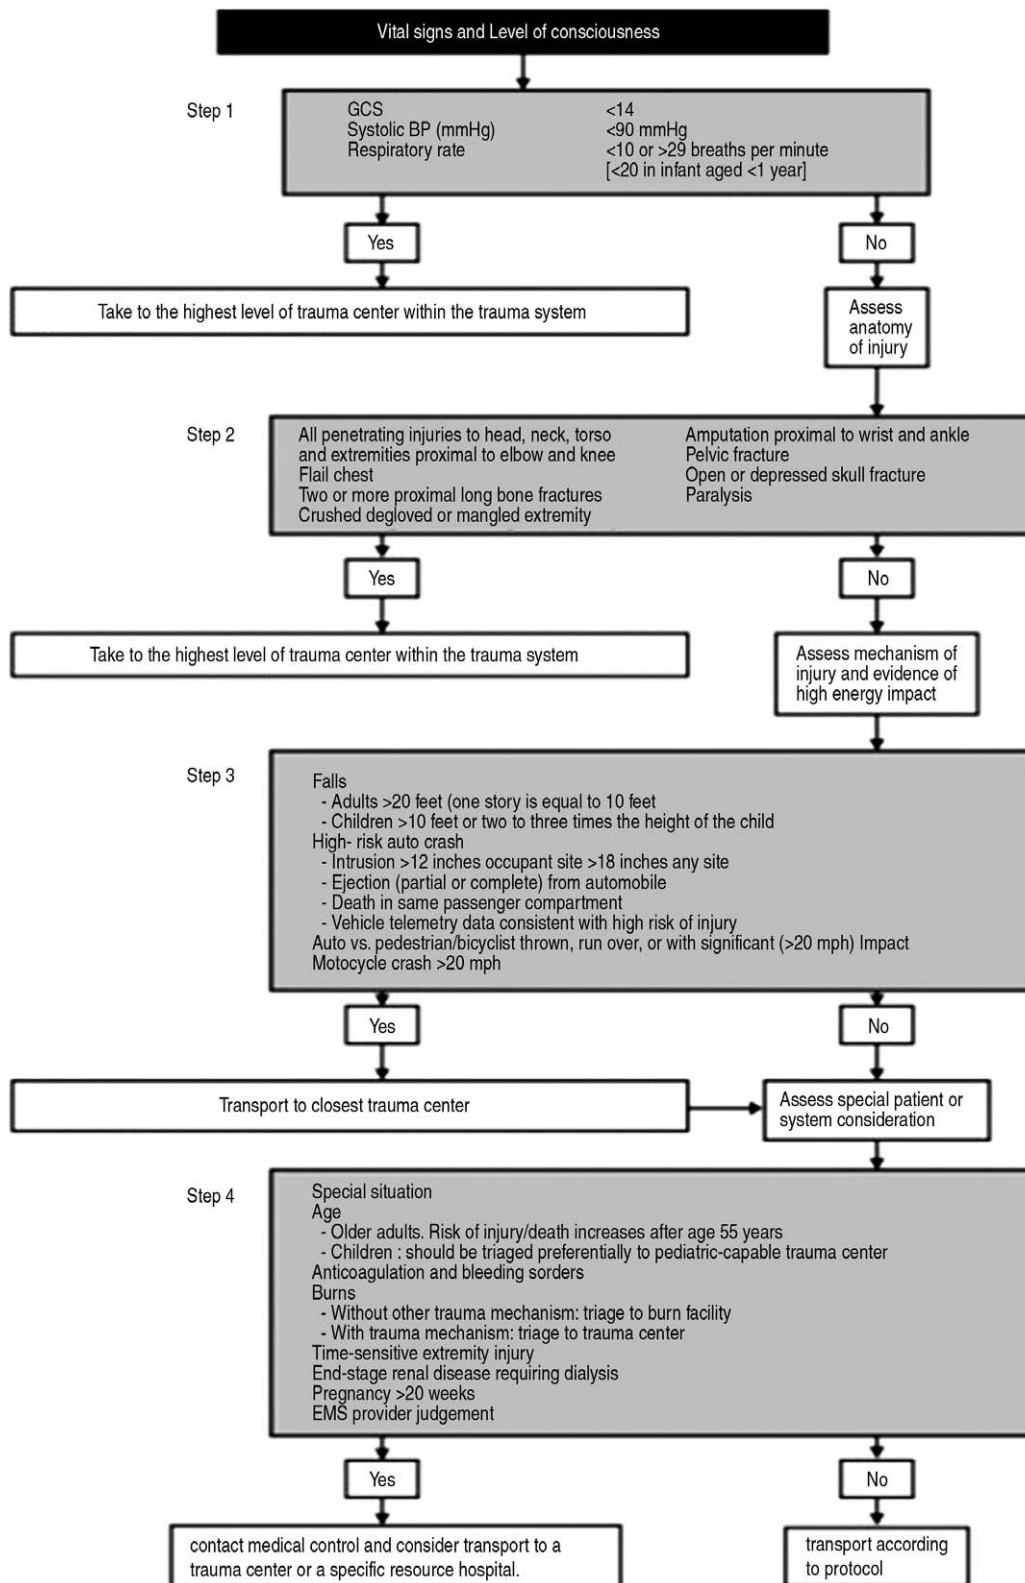 Vital signs and Level of consciousness
Step 1
GCS <14
Systolic BP (mmHg) <90 mmHg
Respiratory rate <10 or >29 breaths per minute
[<20 in infant aged <1 year]
Yes
No
Take to the highest level of trauma center within the trauma system
Assess
anatomy
of injury
Step 2
All penetrating injuries to head, neck, torso
and extremities proximal to elbow and knee
Flail chest
Two or more proximal long bone fractures
Crushed degloved or mangled extremity
Amputation proximal to wrist and ankle
Pelvic fracture
Open or depressed skull fracture
Paralysis
Yes
No
Take to the highest level of trauma center within the trauma system
Assess mechanism of
injury and evidence of
high energy impact
Step 3
Falls
- Adults >20 feet (one story is equal to 10 feet
- Children >10 feet or two to three times the height of the child
High- risk auto crash
- Intrusion >12 inches occupant site >18 inches any site
- Ejection (partial or complete) from automobile
- Death in same passenger compartment
- Vehicle telemetry data consistent with high risk of injury
Auto vs. pedestrian/bicyclist thrown, run over, or with significant (>20 mph) Impact
Motocycle crash >20 mph
Yes
No
Transport to closest trauma center
Assess special patient or
system consideration
Step 4
Special situation
Age
- Older adults. Risk of injury/death increases after age 55 years
- Children : should be triaged preferentially to pediatric-capable trauma center
Anticoagulation and bleeding sorders
Burns
- Without other trauma mechanism: triage to burn facility
- With trauma mechanism: triage to trauma center
Time-sensitive extremity injury
End-stage renal disease requiring dialysis
Pregnancy >20 weeks
EMS provider judgement
Yes
No
contact medical control and consider transport to a
trauma center or a specific resource hospital.
transport according
to protocol